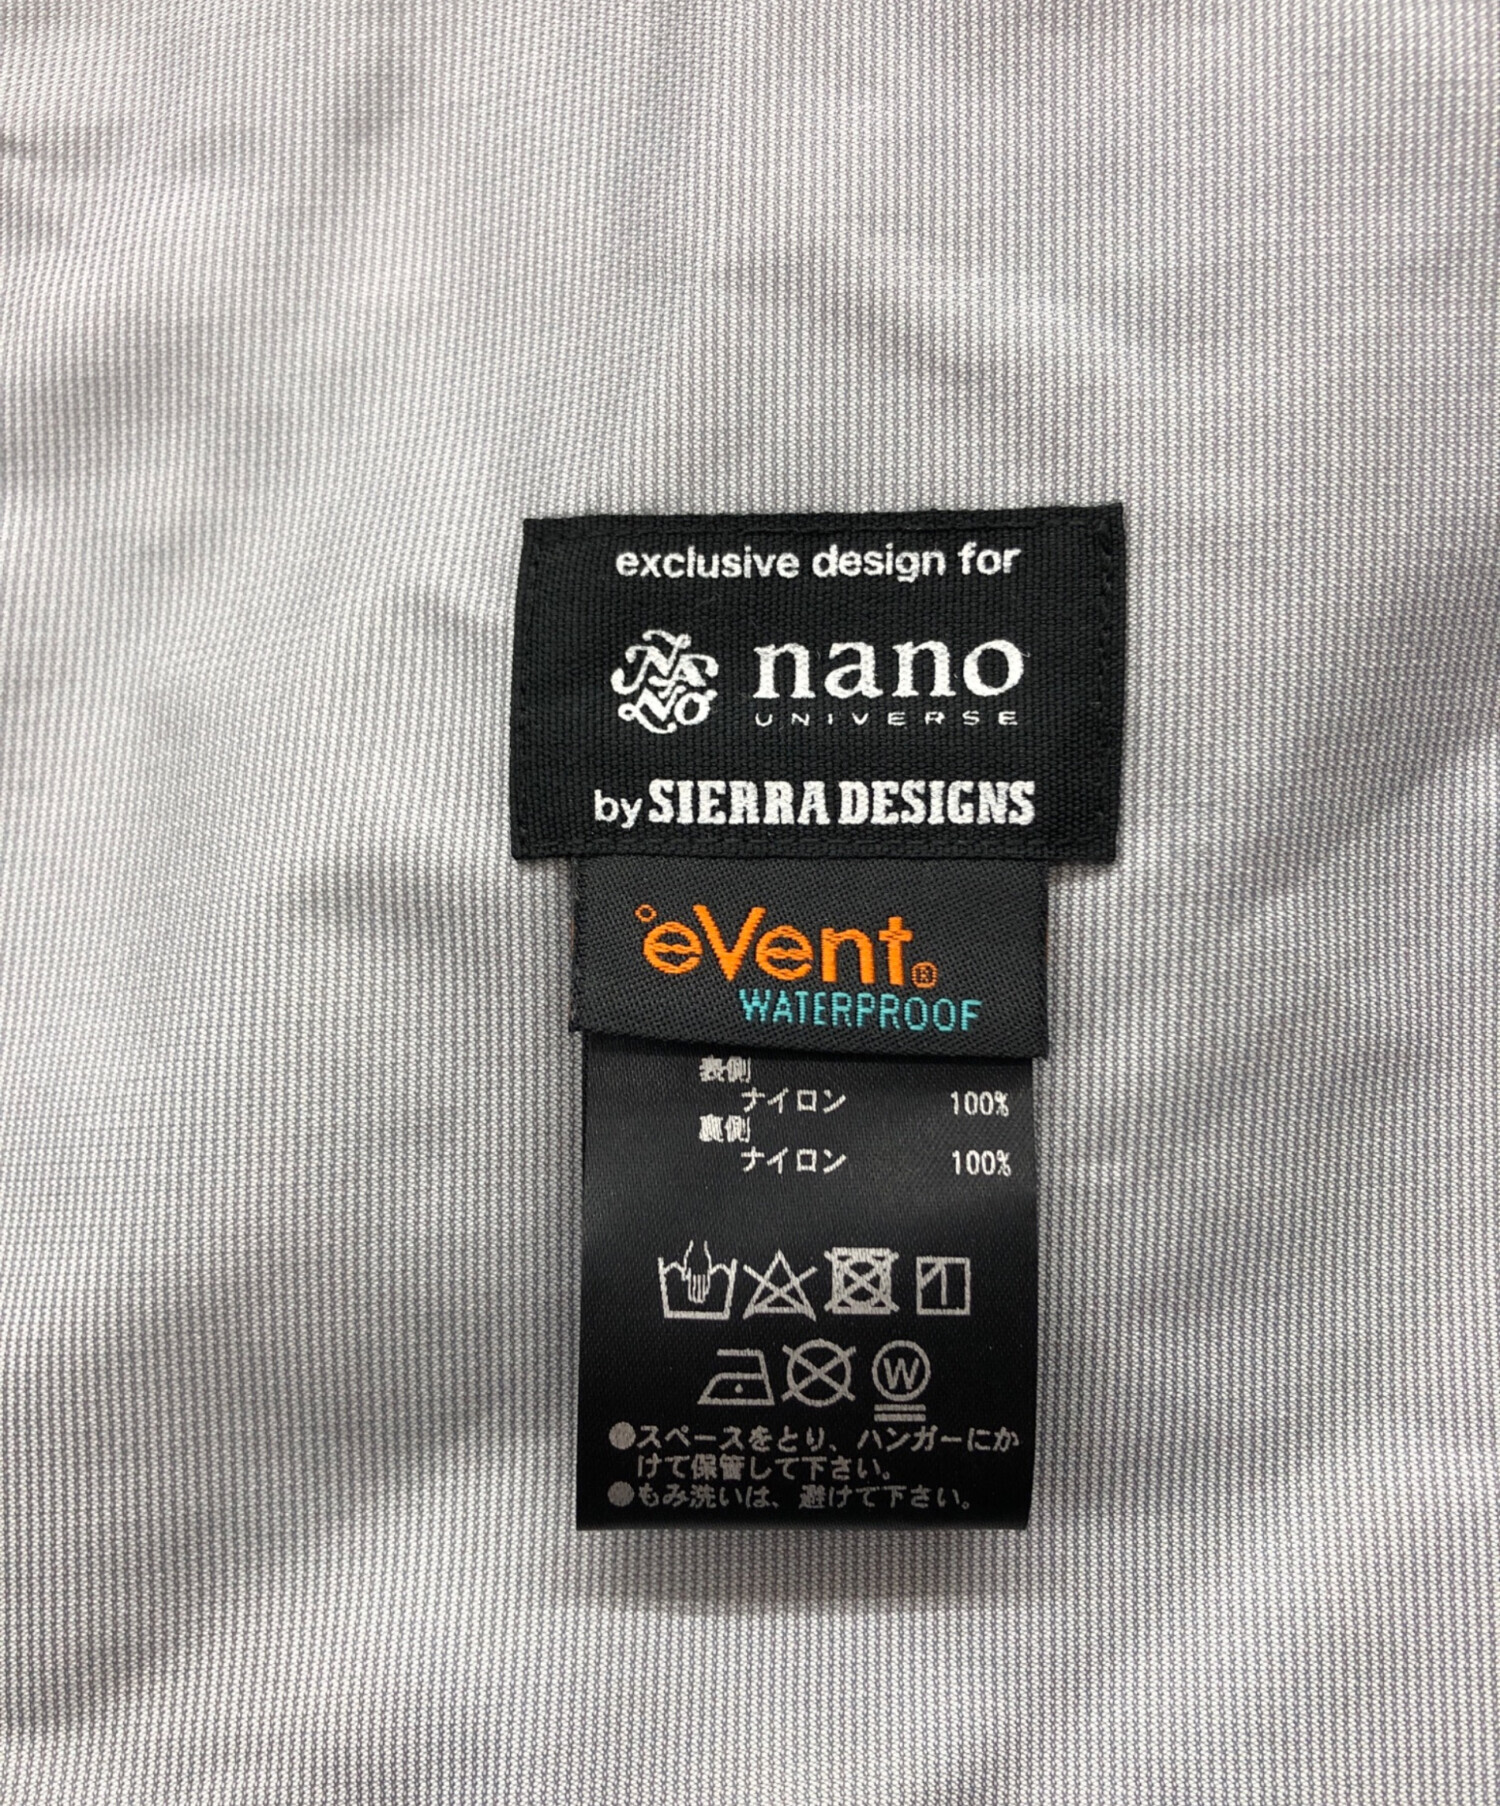 exclusive design for
NANO nano
UNIVERSE
by SIERRA DESIGNS
eVent®
WATERPROOF
表側
ナイロン 100%
裏側
ナイロン 100%
W
●スペースをとり、ハンガーにか
けて保管して下さい。
●もみ洗いは、避けて下さい。